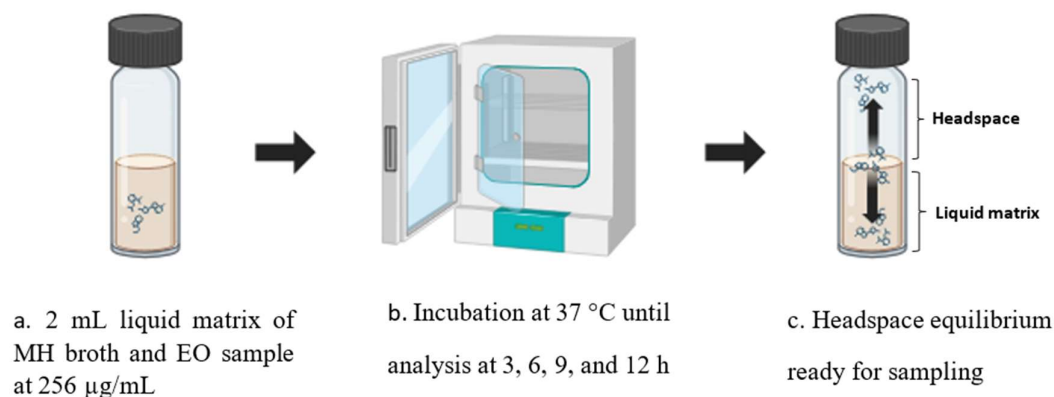 Headspace
Liquid matrix
a. 2 mL liquid matrix of
MH broth and EO sample
at 256 µg/mL
b. Incubation at 37 °C until
analysis at 3, 6, 9, and 12 h
c. Headspace equilibrium
ready for sampling